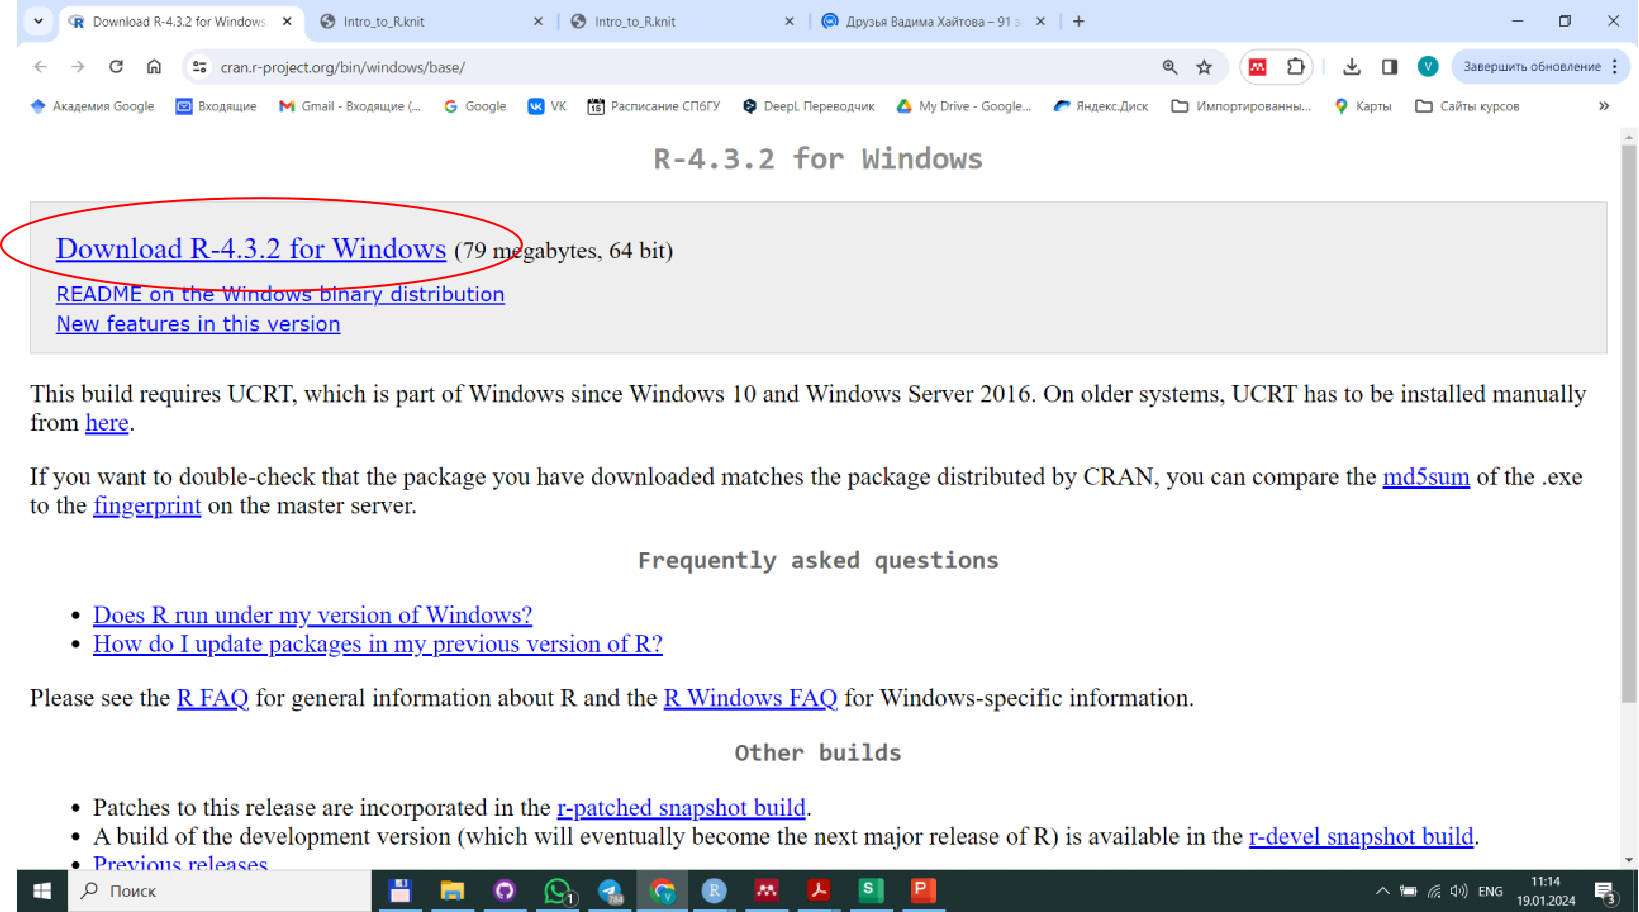 Download R-4.3.2 for Windows.
Intro_to_R.knit
Intro_to_R.knit
Друзья Вадима Хайтова – 91 з
cran.r-project.org/bin/windows/base/
V
Завершить обновление
Академия Google
Входящие
Gmail - Входящие (...
Google
VK
Расписание СПбГУ
DeepL Переводчик
My Drive - Google...
Яндекс.Диск
Импортированны...
Карты
Сайты курсов
R-4.3.2 for Windows
Download R-4.3.2 for Windows (79 megabytes, 64 bit)
README on the Windows binary distribution
New features in this version
This build requires UCRT, which is part of Windows since Windows 10 and Windows Server 2016. On older systems, UCRT has to be installed manually
from here.
If you want to double-check that the package you have downloaded matches the package distributed by CRAN, you can compare the md5sum of the .exe
to the fingerprint on the master server.
Frequently asked questions
Does R run under my version of Windows?
How do I update packages in my previous version of R?
Please see the R FAQ for general information about R and the R Windows FAQ for Windows-specific information.
Other builds
Patches to this release are incorporated in the r-patched snapshot build.
A build of the development version (which will eventually become the next major release of R) is available in the r-devel snapshot build.
Previous releases
Поиск
1
784
R
S
P
ENG
11:14
19.01.2024
3